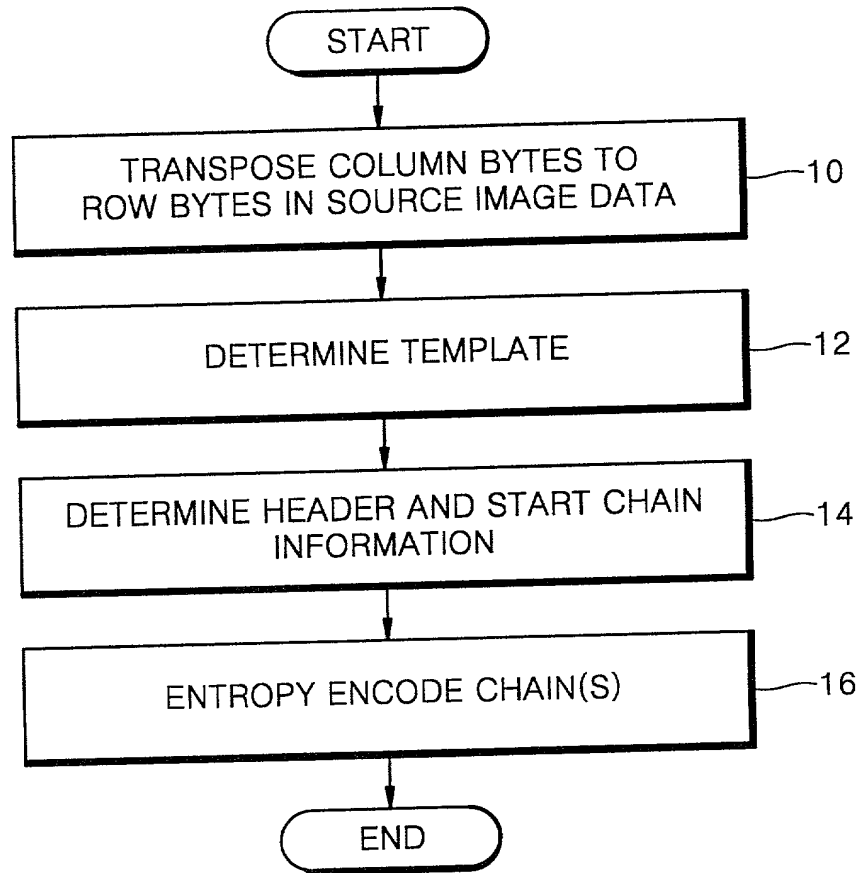 START
TRANSPOSE COLUMN BYTES TO
ROW BYTES IN SOURCE IMAGE DATA
10
DETERMINE TEMPLATE
12
DETERMINE HEADER AND START CHAIN
INFORMATION
14
ENTROPY ENCODE CHAIN(S)
16
END